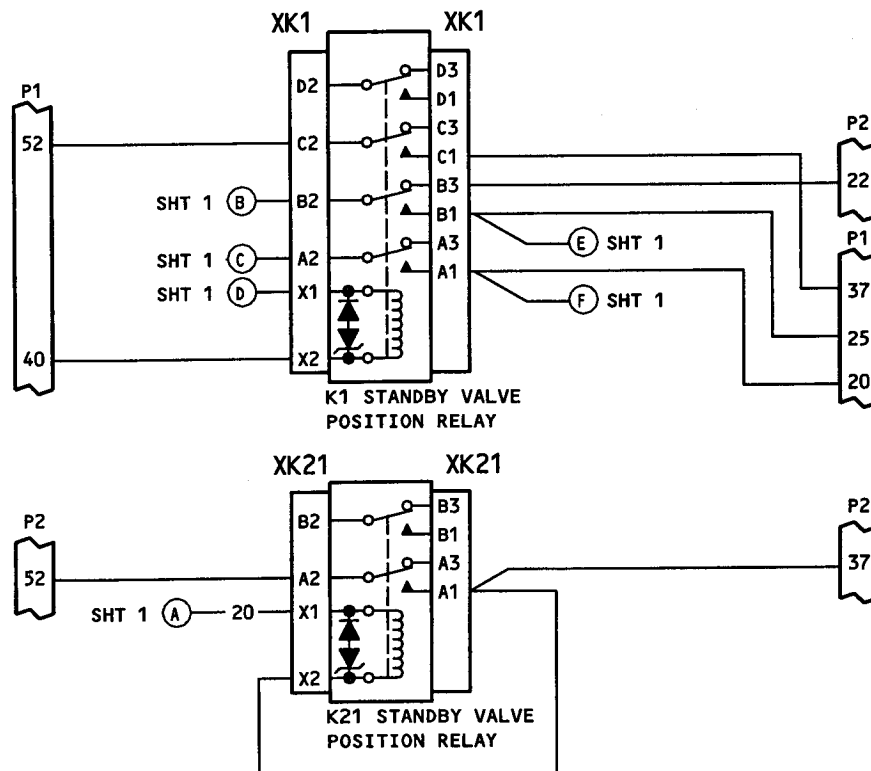 XK1 XK1
P1
52
40
D2
C2
SHT 1 B B2
SHT 1 C A2
SHT 1 D X1
X2
D3
D1
C3
C1
B3
B1
A3
A1
E SHT 1
F SHT 1
P2
22
P1
37
25
20
K1 STANDBY VALVE
POSITION RELAY
XK21 XK21
P2
52
B2
A2
SHT 1 A 20 X1
X2
B3
B1
A3
A1
P2
37
K21 STANDBY VALVE
POSITION RELAY